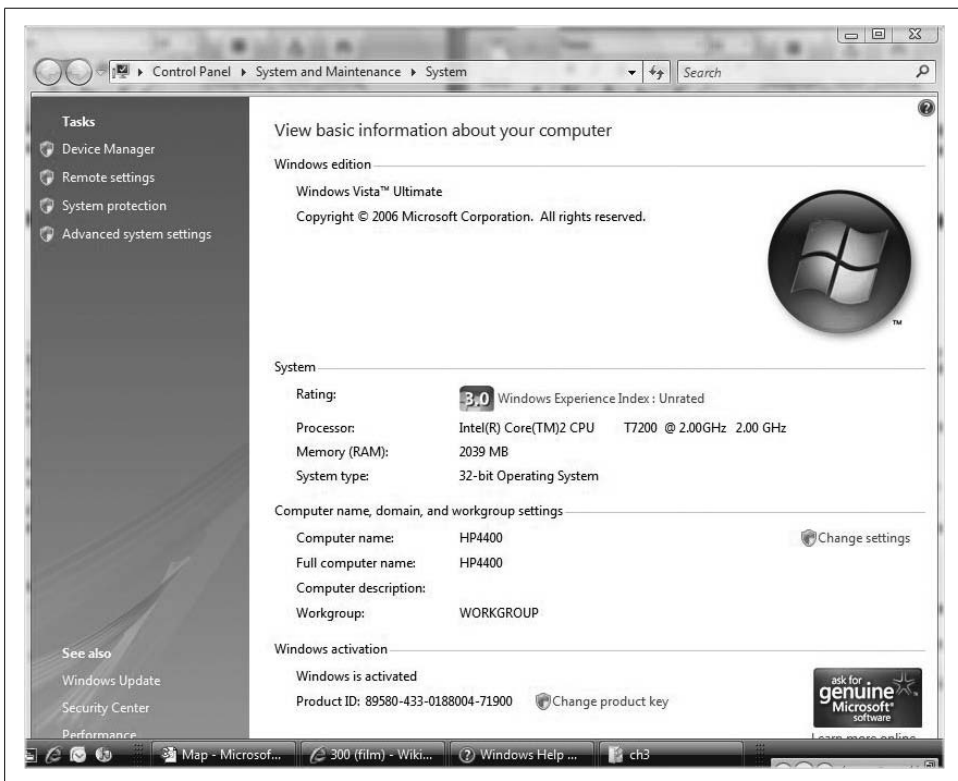 Control Panel ▸ System and Maintenance ▸ System
Search
Tasks
Device Manager
Remote settings
System protection
Advanced system settings
View basic information about your computer
Windows edition
Windows Vista™ Ultimate
Copyright © 2006 Microsoft Corporation. All rights reserved.
TM
System
Rating:
3.0 Windows Experience Index : Unrated
Processor: Intel(R) Core(TM)2 CPU T7200 @ 2.00GHz 2.00 GHz
Memory (RAM): 2039 MB
System type: 32-bit Operating System
Computer name, domain, and workgroup settings
Computer name: HP4400
Change settings
Full computer name: HP4400
Computer description:
Workgroup: WORKGROUP
Windows activation
Windows is activated
Product ID: 89580-433-0188004-71900
Change product key
ask for
genuine
Microsoft®
software
Learn more online
See also
Windows Update
Security Center
Performance
Map - Microsof...
300 (film) - Wiki...
Windows Help ...
ch3